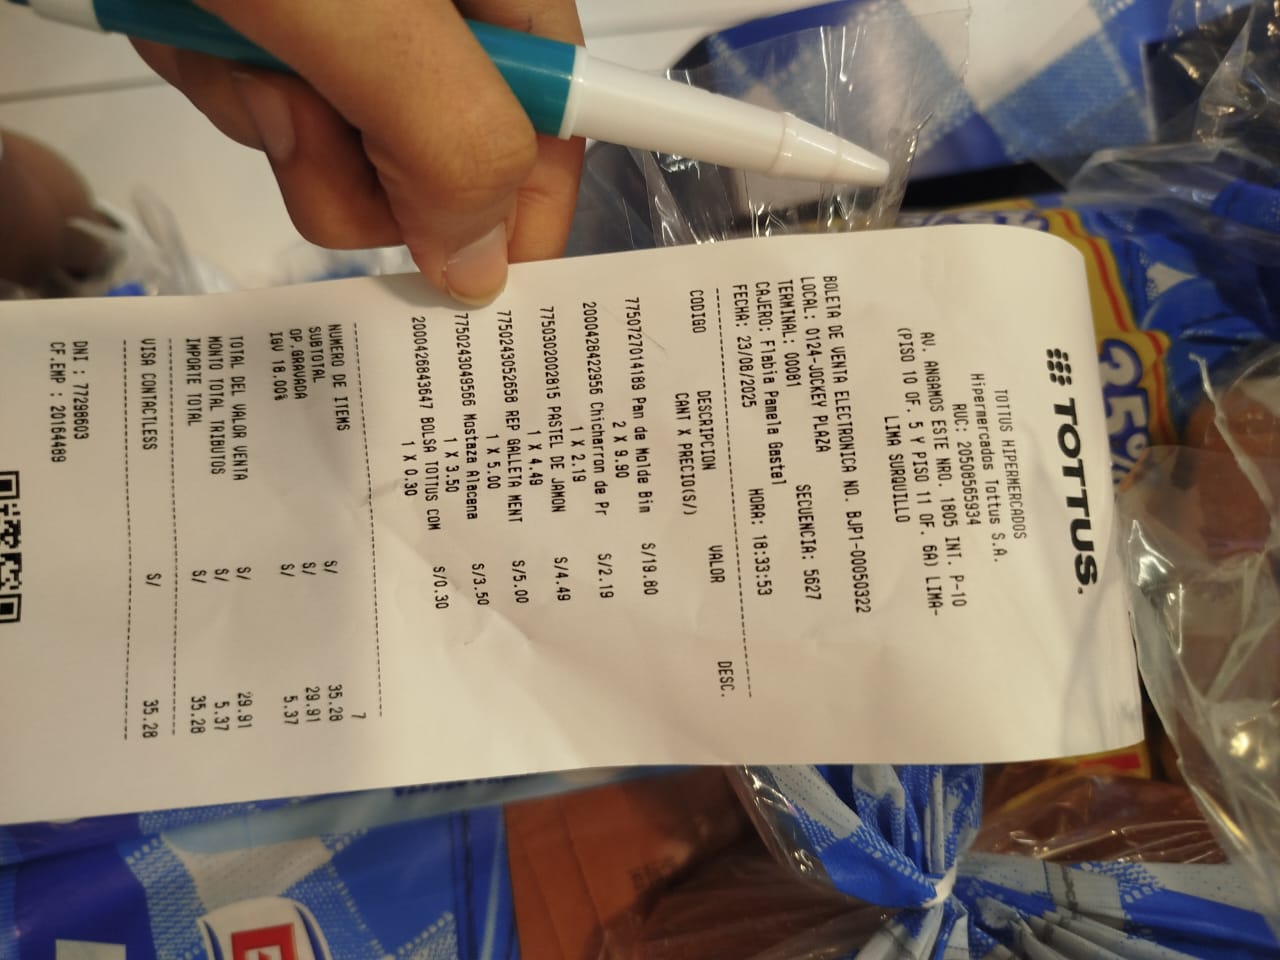 TOTTUS.
TOTTUS HIPERMERCADOS
Hipermercados Tottus S.A.
RUC: 20508565934
AV. ANGAMOS ESTE NRO. 1805 INT. P-10
(PISO 10 OF. 5 Y PISO 11 OF. 6A) LIMA-
LIMA SURQUILLO
BOLETA DE VENTA ELECTRONICA NO. BJP1-00050322
LOCAL: 0124-JOCKEY PLAZA
TERMINAL: 00081 SECUENCIA: 5627
CAJERO: Flabia Pamela Gastel
FECHA: 23/08/2025 HORA: 18:33:53
CODIGO DESCRIPCION VALOR DESC.
CANT X PRECIO(S/)
7750727014189 Pan de Molde Bim S/19.80
2 X 9.90
2000426422956 Chicharron de Pr S/2.19
1 X 2.19
7750302002815 PASTEL DE JAMON S/4.49
1 X 4.49
7750243052658 REP GALLETA MENT S/5.00
1 X 5.00
7750243049566 Mostaza Alacena S/3.50
1 X 3.50
2000426843647 BOLSA TOTTUS COM S/0.30
1 X 0.30
NUMERO DE ITEMS 7
SUBTOTAL S/ 35.28
OP.GRAVADA S/ 29.91
IGV 18.00% S/ 5.37
TOTAL DEL VALOR VENTA S/ 29.91
MONTO TOTAL TRIBUTOS S/ 5.37
IMPORTE TOTAL S/ 35.28
VISA CONTACTLESS S/ 35.28
DNI : 77298603
CF.EMP : 20164489